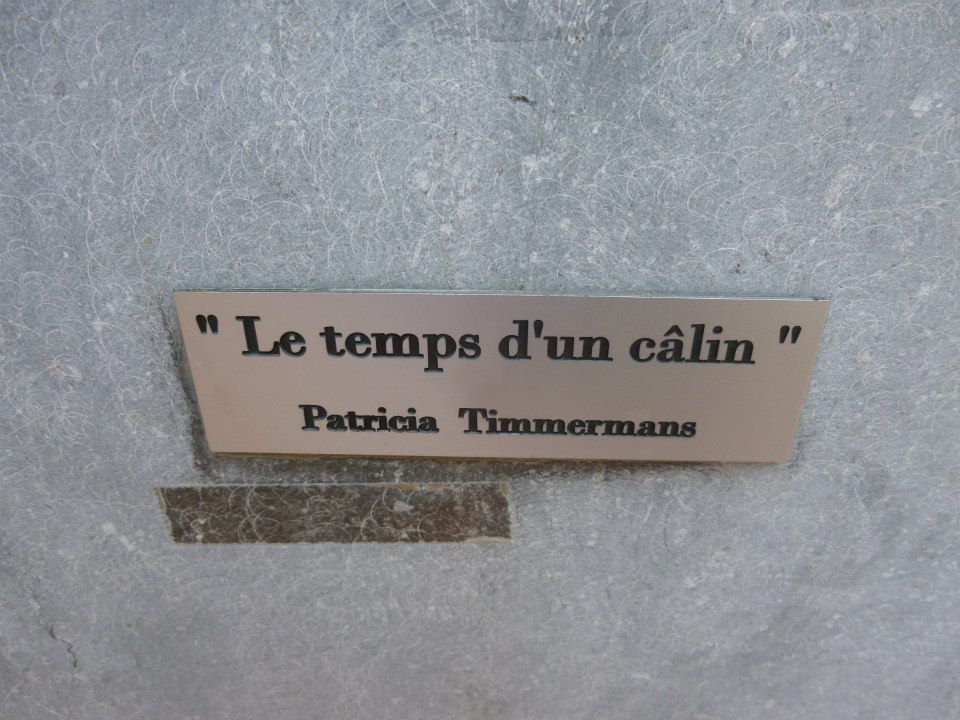 " Le temps d'un câlin "
Patricia Timmermans